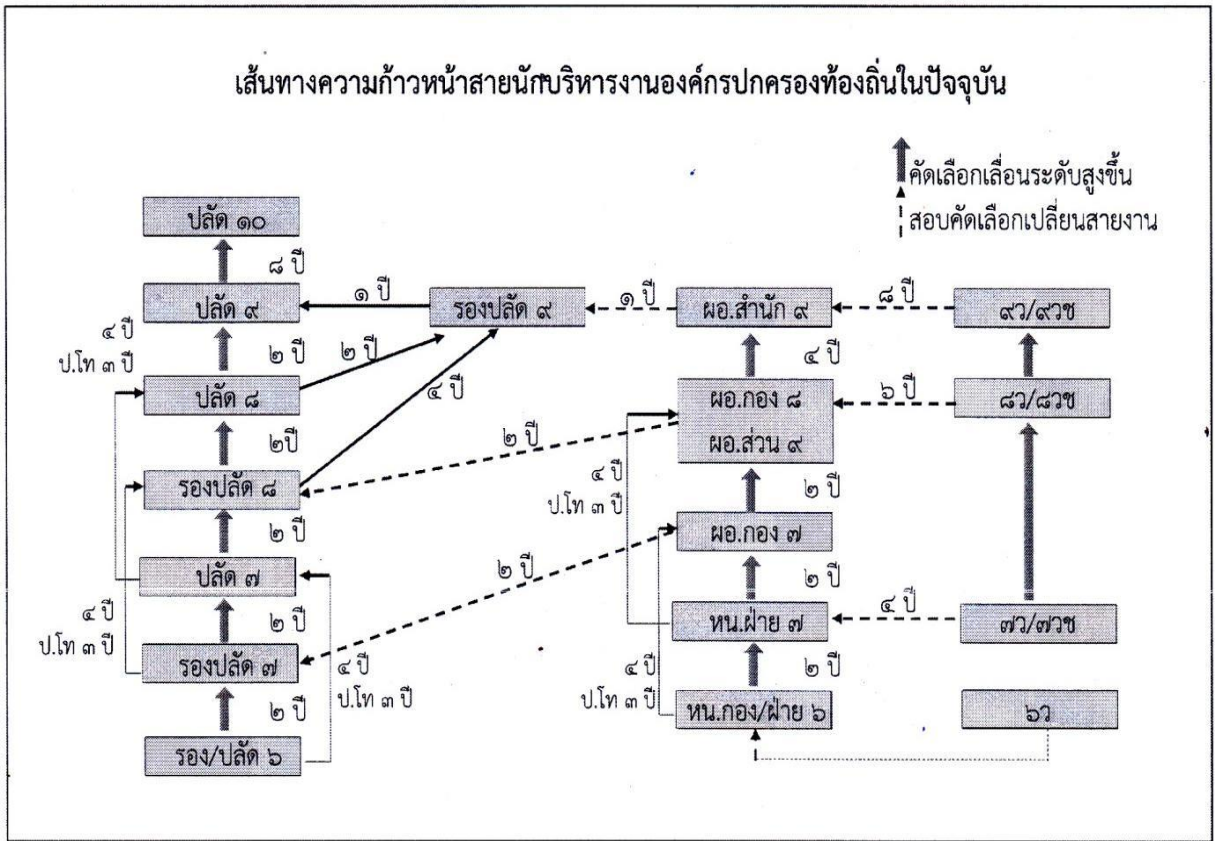 เส้นทางความก้าวหน้าสายนักบริหารงานองค์กรปกครองท้องถิ่นในปัจจุบัน
คัดเลือกเลื่อนระดับสูงขึ้น
สอบคัดเลือกเปลี่ยนสายงาน
ปลัด ๑๐
๘ ปี
ปลัด ๙
๑ ปี
รองปลัด ๙
๑ ปี
ผอ.สำนัก ๙
๘ ปี
๙ว/๙วช
๔ ปี
ป.โท ๓ ปี
๒ ปี
๒ ปี
๔ ปี
๔ ปี
ปลัด ๘
ผอ.กอง ๘
ผอ.ส่วน ๙
๖ ปี
๘ว/๘วช
๒ปี
๒ ปี
รองปลัด ๘
๔ ปี
ป.โท ๓ ปี
๒ ปี
๒ ปี
ผอ.กอง ๗
ปลัด ๗
๒ ปี
๒ ปี
๔ ปี
ป.โท ๓ ปี
๒ ปี
หน.ฝ่าย ๗
๔ ปี
๗ว/๗วช
รองปลัด ๗
๔ ปี
ป.โท ๓ ปี
๒ ปี
๔ ปี
ป.โท ๓ ปี
๒ ปี
หน.กอง/ฝ่าย ๖
๖ว
รอง/ปลัด ๖